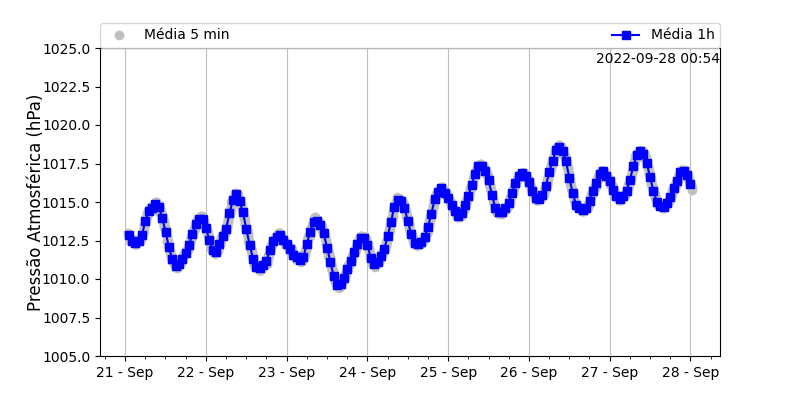 Média 5 min
Média 1h
2022-09-28 00:54
Pressão Atmosférica (hPa)
1025.0
1022.5
1020.0
1017.5
1015.0
1012.5
1010.0
1007.5
1005.0
21 - Sep
22 - Sep
23 - Sep
24 - Sep
25 - Sep
26 - Sep
27 - Sep
28 - Sep